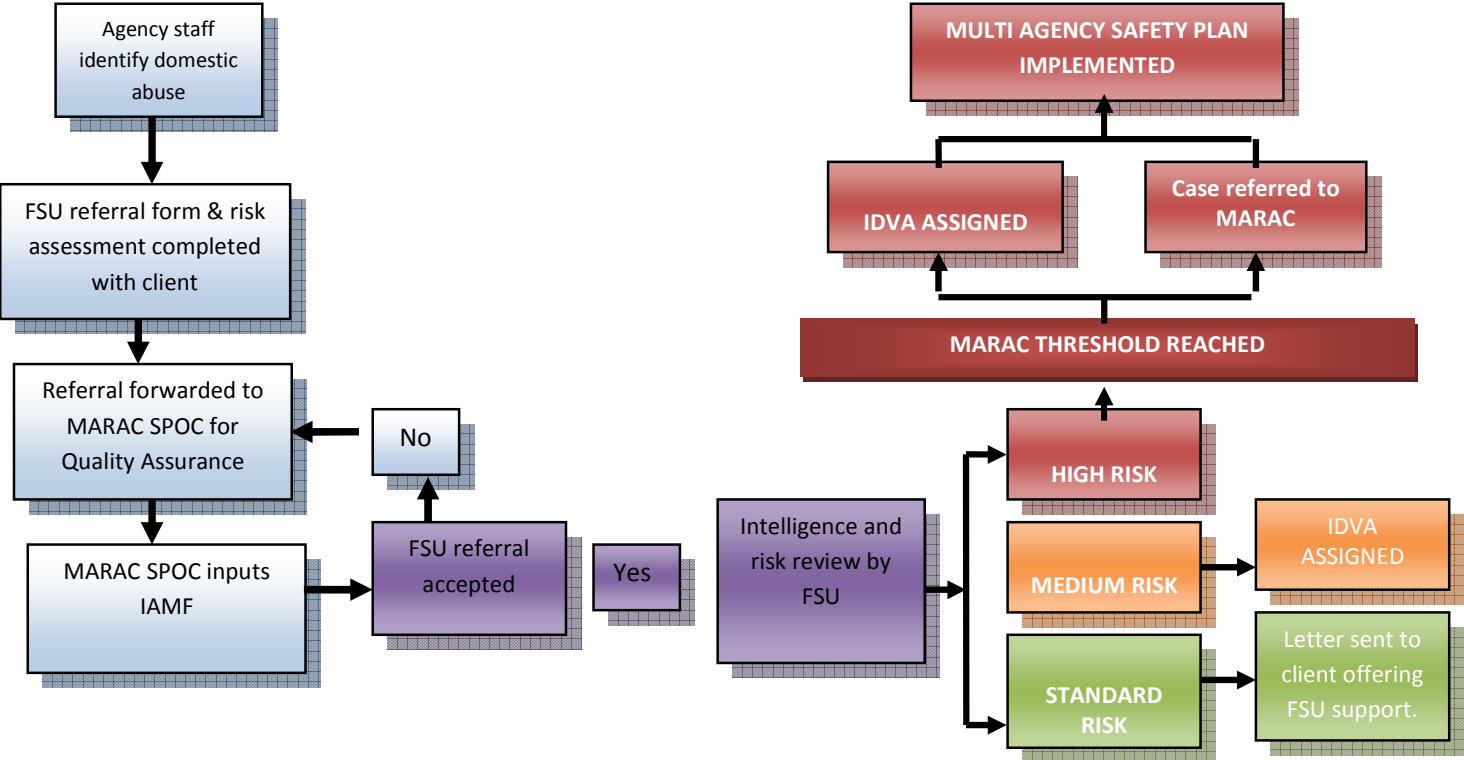 Agency staff
identify domestic
abuse
FSU referral form & risk
assessment completed
with client
Referral forwarded to
MARAC SPOC for
Quality Assurance
MARAC SPOC inputs
IAMF
No
FSU referral
accepted
Yes
Intelligence and
risk review by
FSU
HIGH RISK
MEDIUM RISK
STANDARD
RISK
IDVA
ASSIGNED
Letter sent to
client offering
FSU support.
MARAC THRESHOLD REACHED
IDVA ASSIGNED
Case referred to
MARAC
MULTI AGENCY SAFETY PLAN
IMPLEMENTED